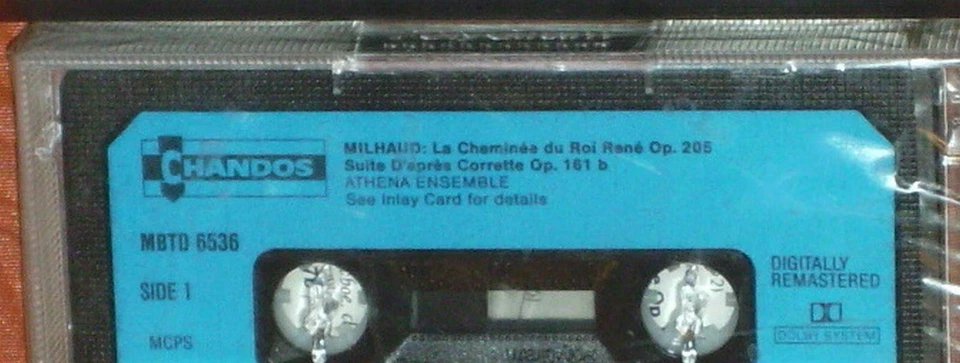 CHANDOS
MILHAUD: La Cheminée du Roi René Op. 205
Suite D'après Corrette Op. 161 b
ATHENA ENSEMBLE
See Inlay Card for details
MBTD 6536
SIDE 1
MCPS
DIGITALLY
REMASTERED
DOLBY SYSTEM